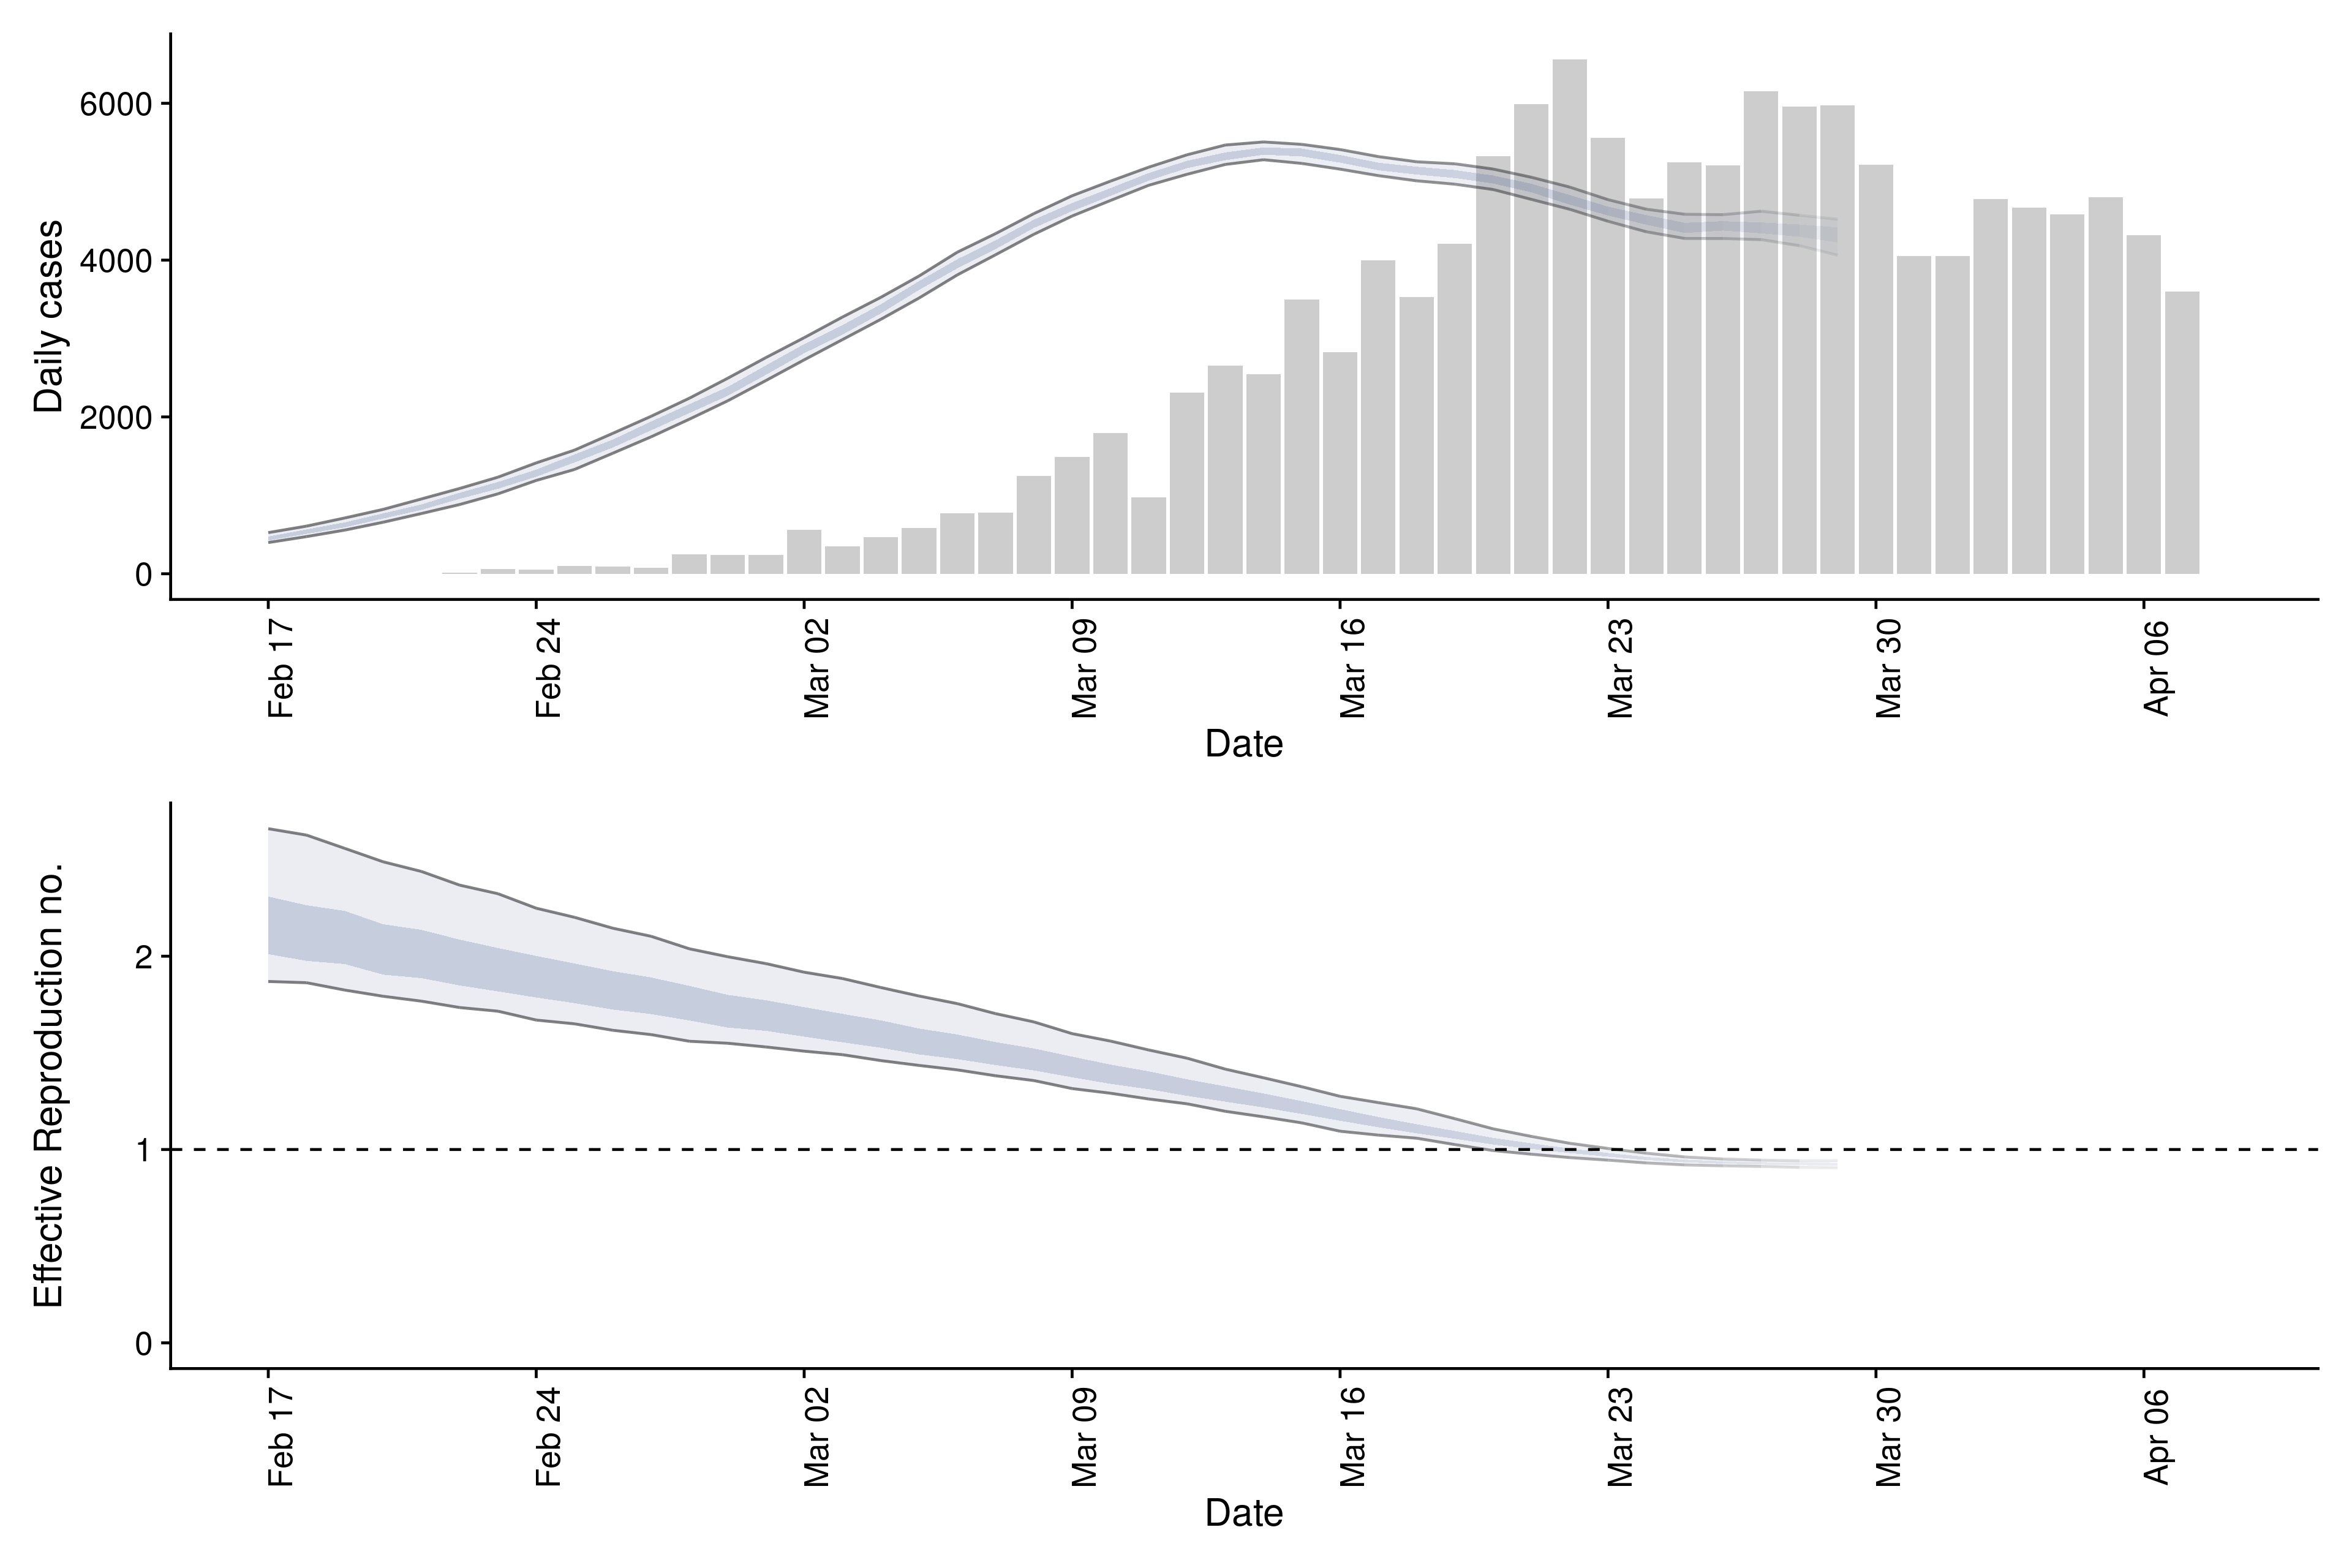 Daily cases
6000
4000
2000
0
Feb 17
Feb 24
Mar 02
Mar 09
Mar 16
Mar 23
Mar 30
Apr 06
Date
Effective Reproduction no.
2
1
0
Feb 17
Feb 24
Mar 02
Mar 09
Mar 16
Mar 23
Mar 30
Apr 06
Date